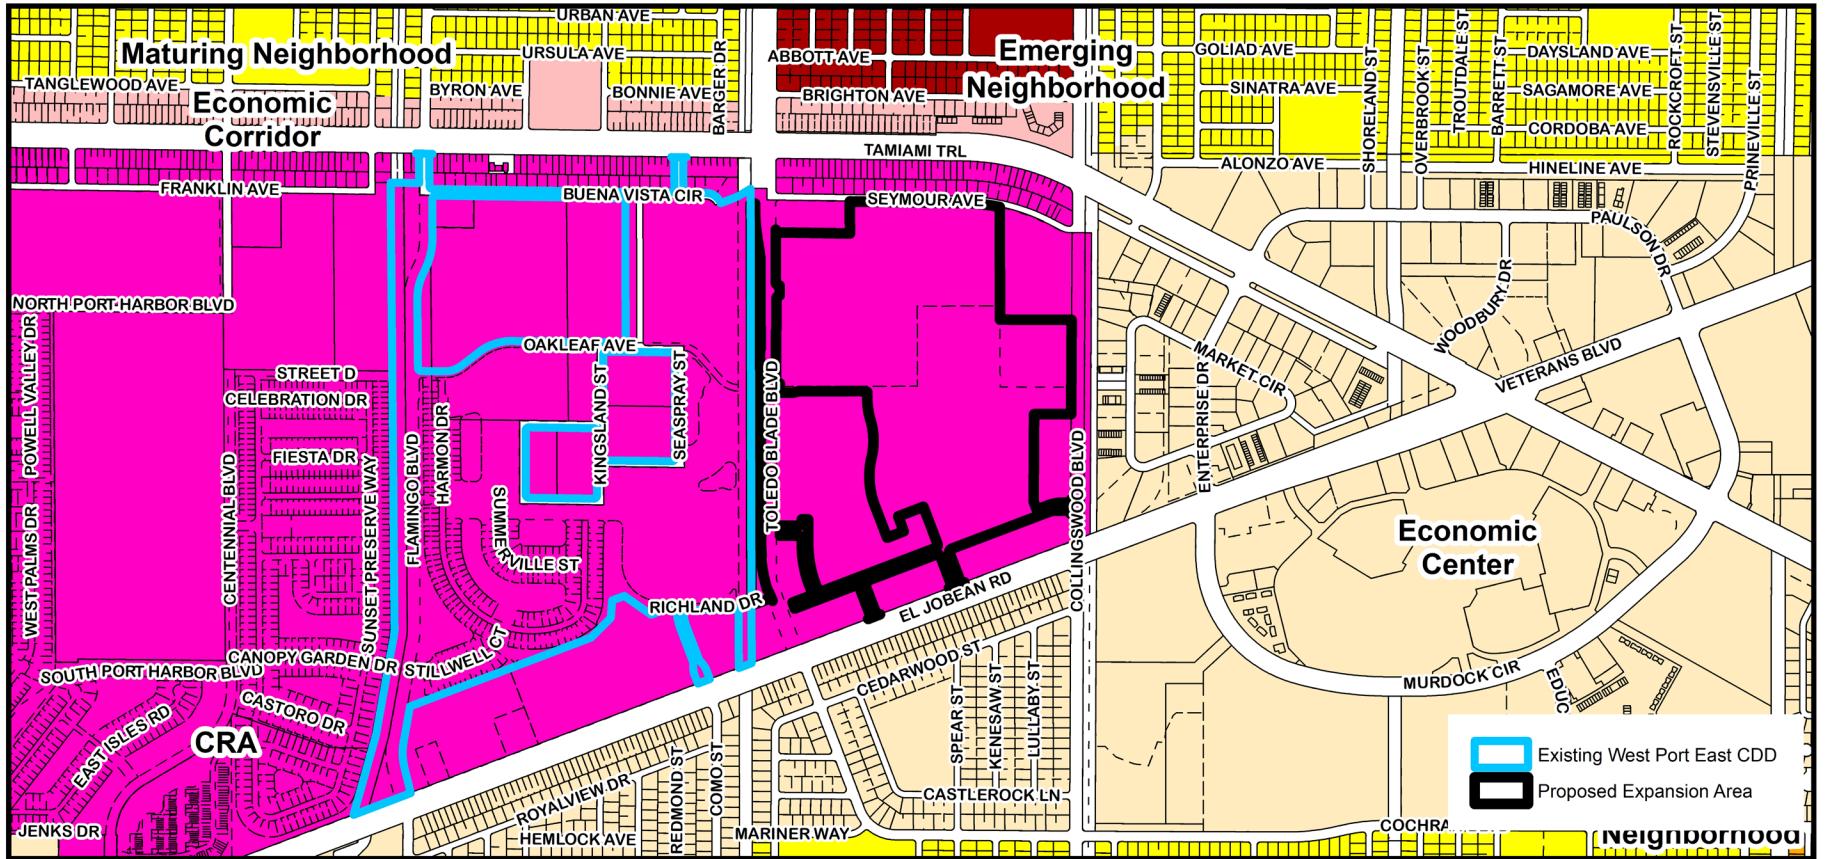 URBAN AVE
Maturing Neighborhood
URSULA AVE
BARGER DR
ABBOTT AVE
Emerging
Neighborhood
GOLIAD AVE
SHORELAND ST
OVERBROOK ST
TROUTDALE ST
BARRETT ST
DAYSLAND AVE
ROCKCROFT ST
STEVENSVILLE ST
PRINEVILLE ST
TANGLEWOOD AVE
Economic
Corridor
BYRON AVE
BONNIE AVE
BRIGHTON AVE
SINATRA AVE
SAGAMORE AVE
CORDOBA AVE
TAMIAMI TRL
ALONZO AVE
HINELINE AVE
FRANKLIN AVE
BUENA VISTA CIR
SEYMOUR AVE
PAULSON DR
NORTH PORT HARBOR BLVD
WOODBURY DR
POWELL VALLEY DR
OAKLEAF AVE
STREET D
CELEBRATION DR
KINGSLAND ST
SEASPRAY ST
TOLEDO BLADE BLVD
MARKET CIR
ENTERPRISE DR
VETERANS BLVD
FIESTA DR
CENTENNIAL BLVD
SUNSET PRESERVE WAY
FLAMINGO BLVD
HARMON DR
SUMMERVILLE ST
COLLINGSWOOD BLVD
WEST PALMS DR
Economic
Center
RICHLAND DR
EL JOBEAN RD
SOUTH PORT HARBOR BLVD
CANOPY GARDEN DR
STILLWELL CT
CEDARWOOD ST
MURDOCK CIR
EDUC
EAST ISLES RD
CASTORO DR
CRA
SPEAR ST
KENESAW ST
LULLABY ST
REDMOND ST
COMO ST
ROYALVIEW DR
CASTLEROCK LN
JENKS DR
HEMLOCK AVE
MARINER WAY
Existing West Port East CDD
Proposed Expansion Area
Neighborhood